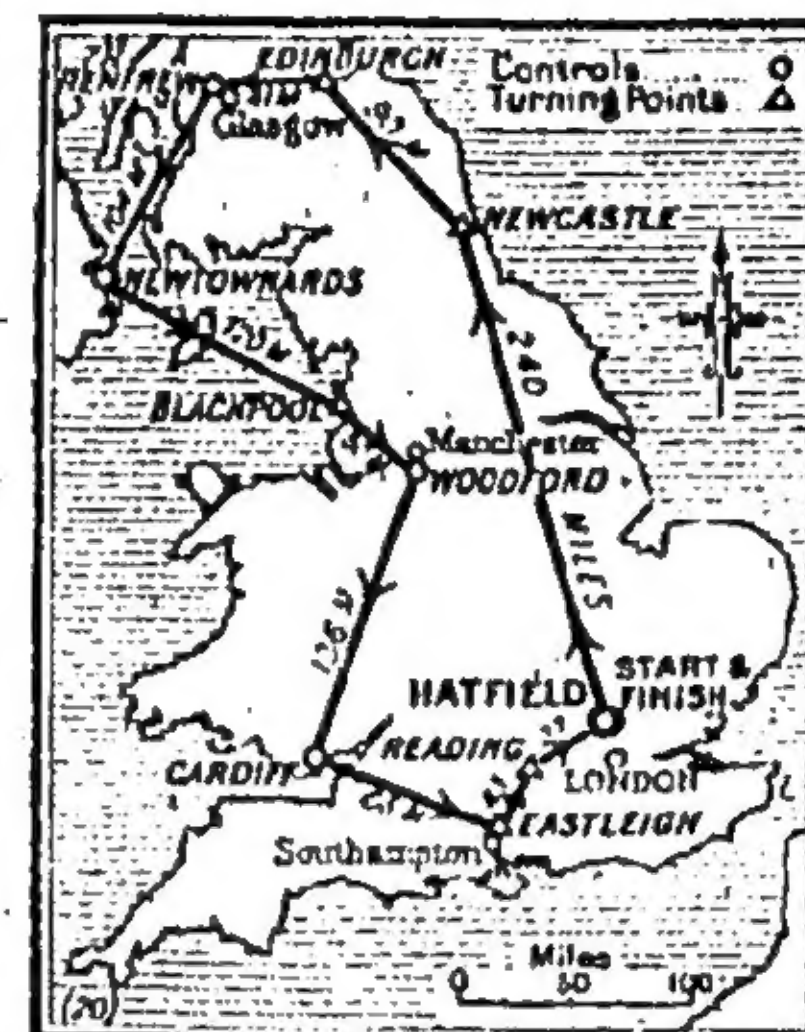 EDINBURGH
Controls
Turning Points
Glasgow
NEWCASTLE
NEWTOWNARDS
240
MILES
BLACKPOOL
Manchester
WOODFORD
HATFIELD
START &
FINISH
READING
CARDIFF
LONDON
EASTLEIGH
Southampton
Miles
0 50 100